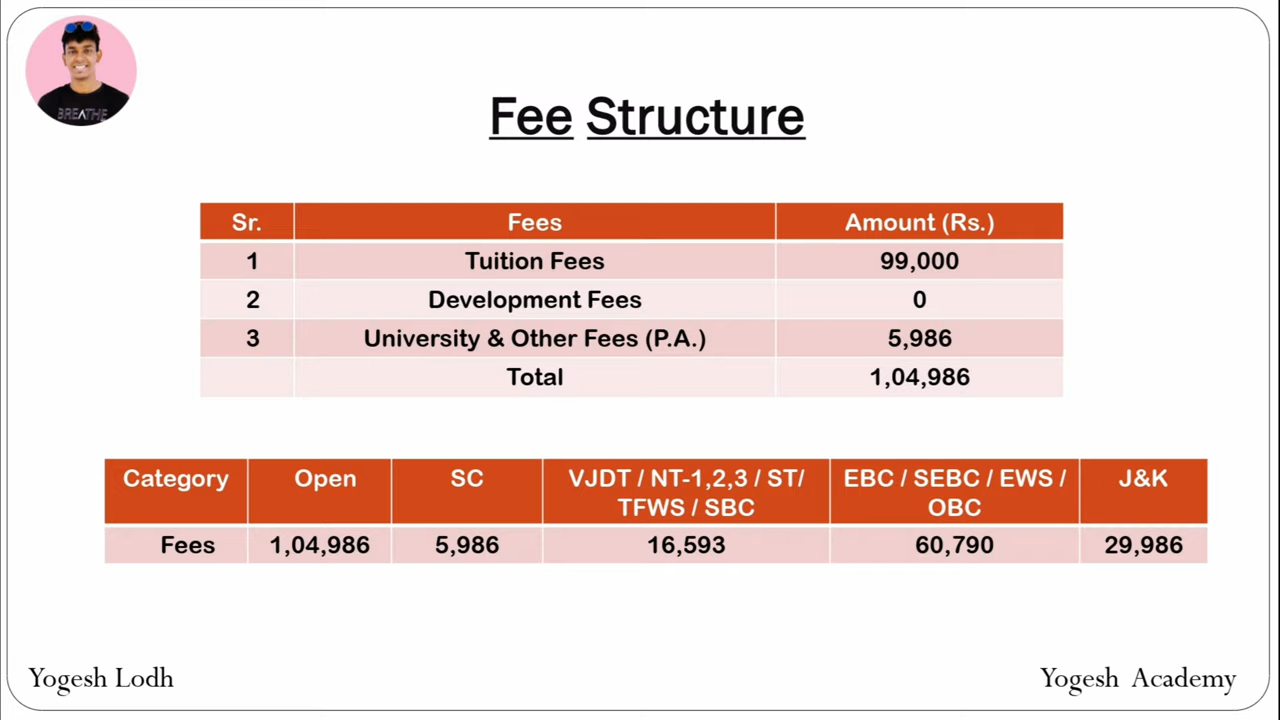 BREATHE
Fee Structure
Sr. Fees Amount (Rs.)
1 Tuition Fees 99,000
2 Development Fees 0
3 University & Other Fees (P.A.) 5,986
Total 1,04,986
Category Open SC VJDT / NT-1,2,3 / ST/ TFWS / SBC EBC / SEBC / EWS / OBC J&K
Fees 1,04,986 5,986 16,593 60,790 29,986
Yogesh Lodh Yogesh Academy